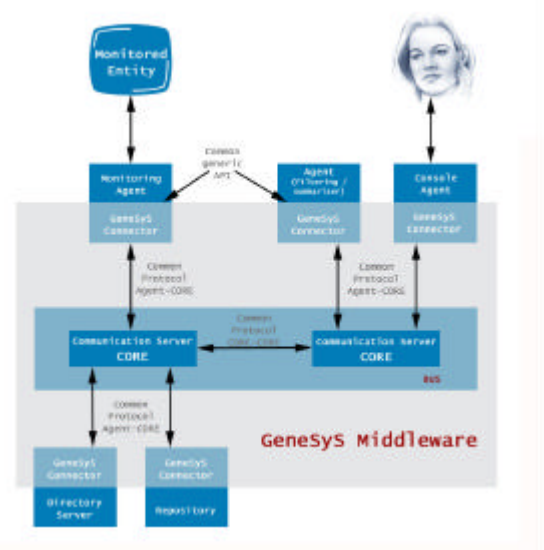 Monitored
Entity
Common
generic
API
Monitoring
Agent
Agent
(filtering /
summarizer)
Console
Agent
GeneSyS
Connector
GeneSyS
Connector
GeneSyS
Connector
Common
Protocol
Agent-CORE
Common
Protocol
Agent-CORE
Common
Protocol
CORE-CORE
Communication Server
CORE
Communication Server
CORE
BUS
Common
Protocol
Agent-CORE
GeneSyS Middleware
GeneSyS
Connector
GeneSyS
Connector
Directory
Server
Repository